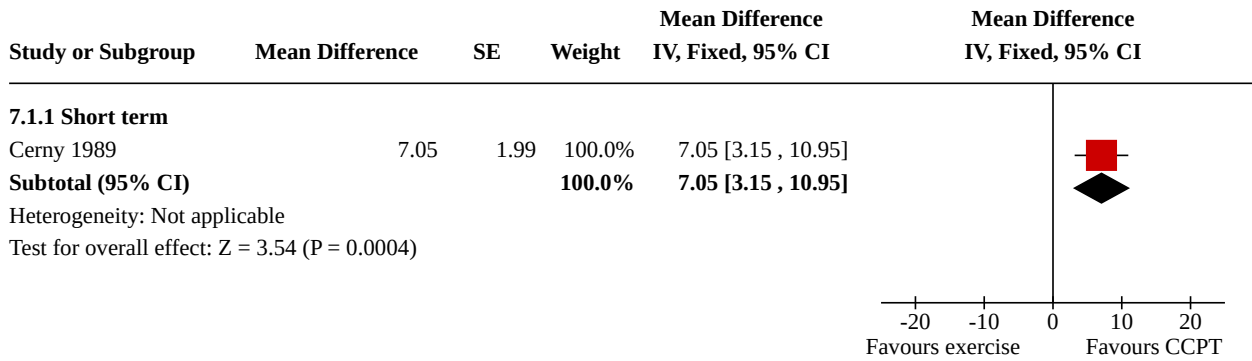 Mean Difference Mean Difference
Study or Subgroup Mean Difference SE Weight IV, Fixed, 95% CI IV, Fixed, 95% CI
7.1.1 Short term
Cerny 1989 7.05 1.99 100.0% 7.05 [3.15 , 10.95]
Subtotal (95% CI) 100.0% 7.05 [3.15 , 10.95]
Heterogeneity: Not applicable
Test for overall effect: Z = 3.54 (P = 0.0004)
-20 -10 0 10 20
Favours exercise Favours CCPT